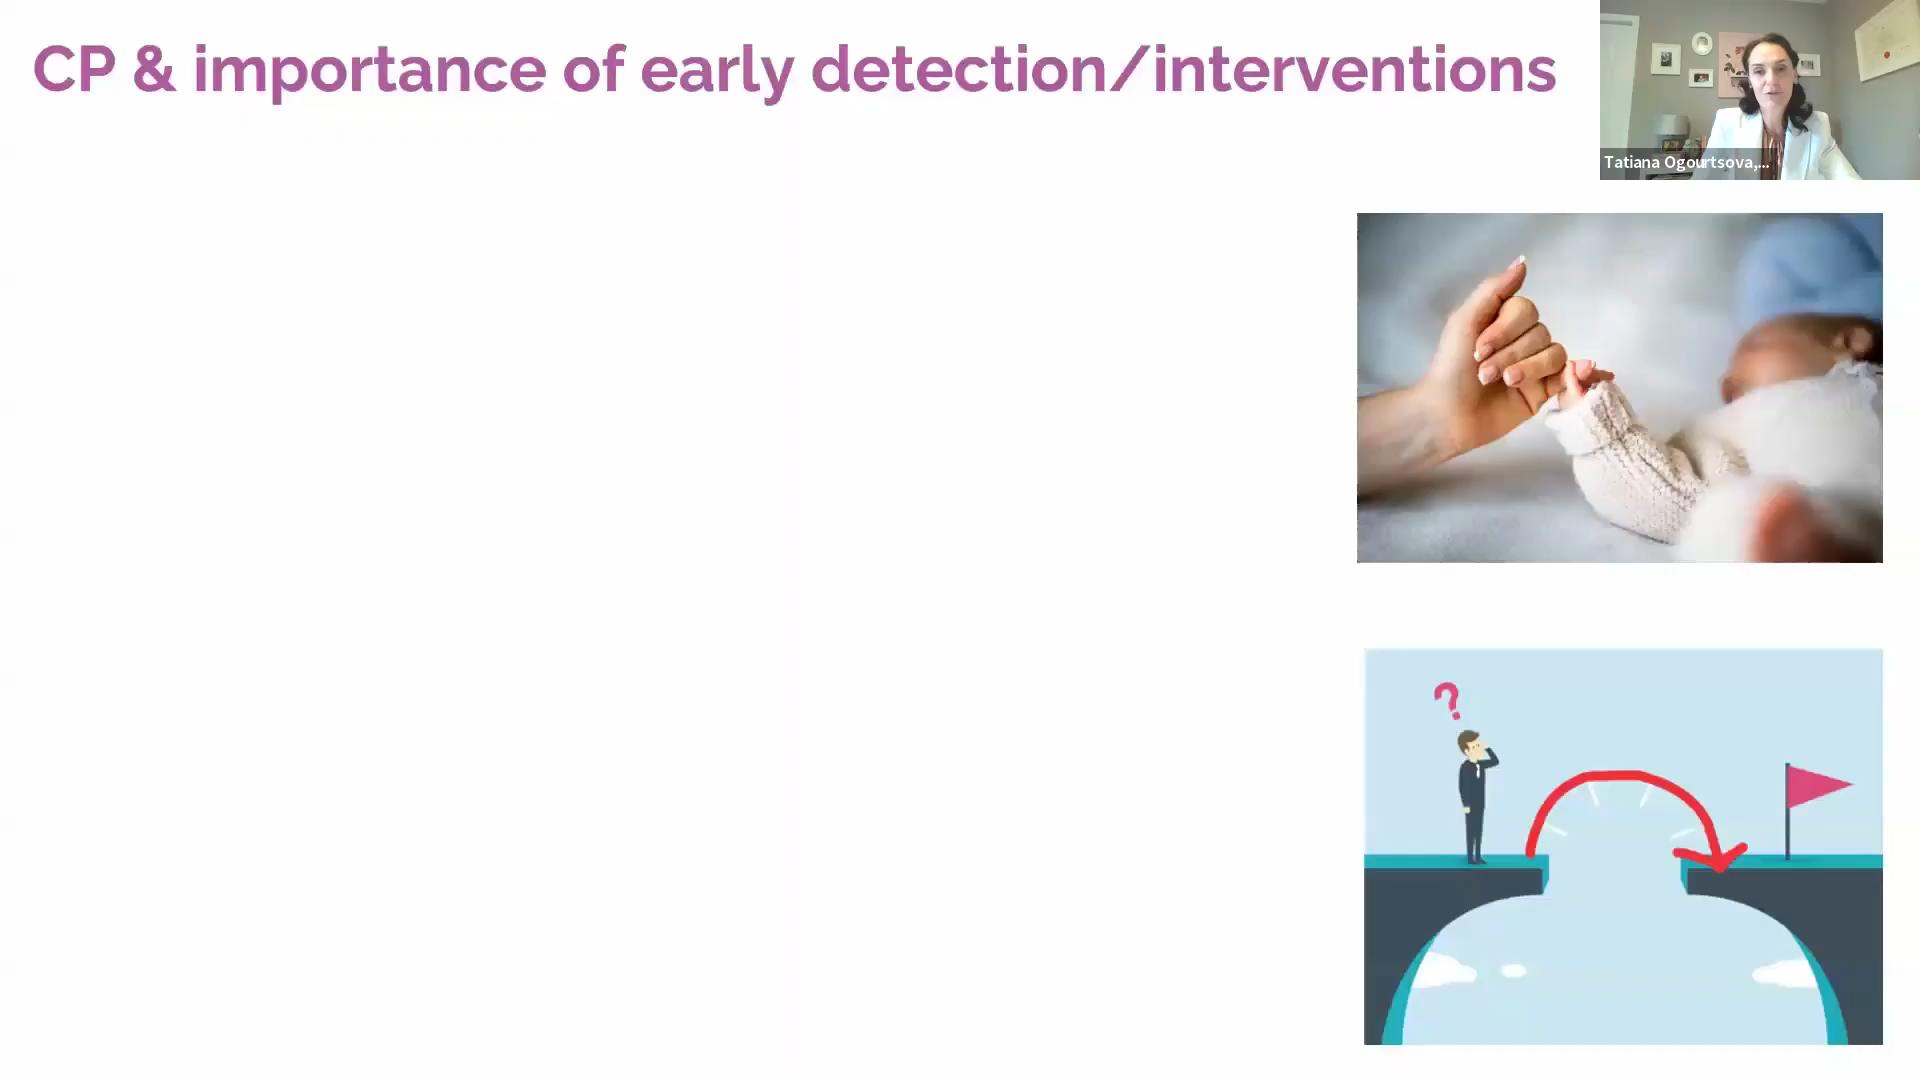 CP & importance of early detection/interventions
Tatiana Ogourtsova,...
?